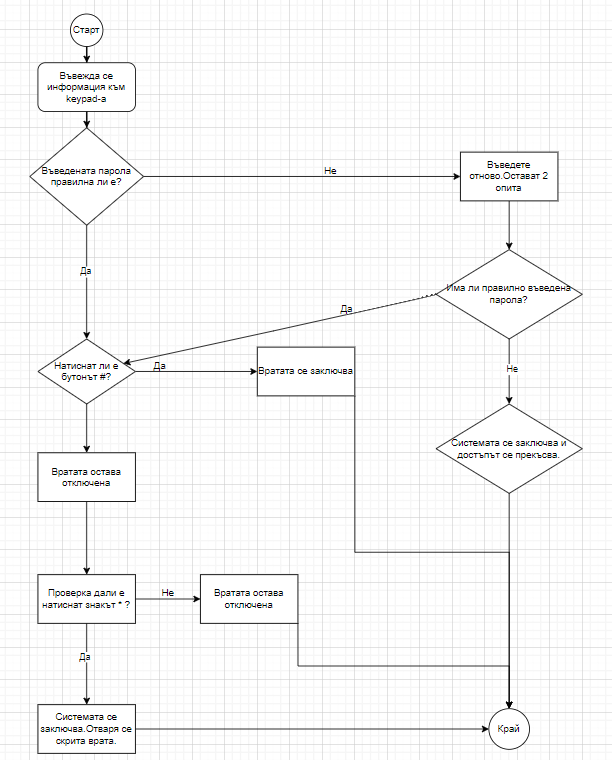 Старт
Въвежда се
информация към
keypad-а
Въведената парола
правилна ли е?
Не
Въведете
отново.Остават 2
опита
Да
Има ли правилно въведена
парола?
Да
Натиснат ли е
бутонът #?
Да
Вратата се заключва
Не
Системата се заключва и
достъпът се прекъсва.
Вратата остава
отключена
Проверка дали е
натиснат знакът * ?
Не
Вратата остава
отключена
Да
Системата се
заключва.Отваря се
скрита врата.
Край